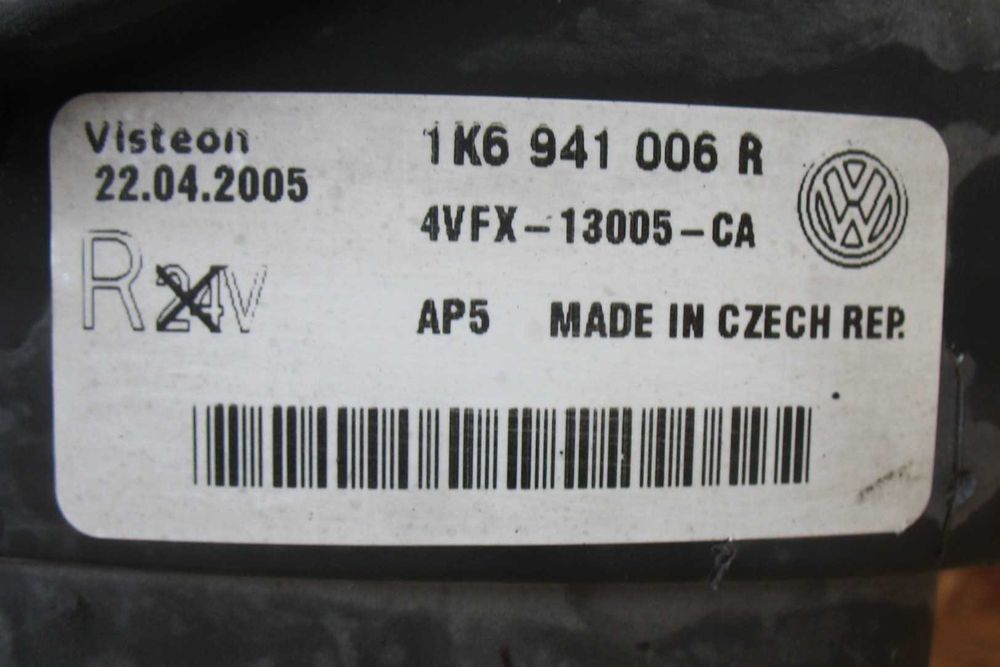 Visteon
22.04.2005
1K6 941 006 R
4VFX-13005-CA
R 24V
AP5 MADE IN CZECH REP.